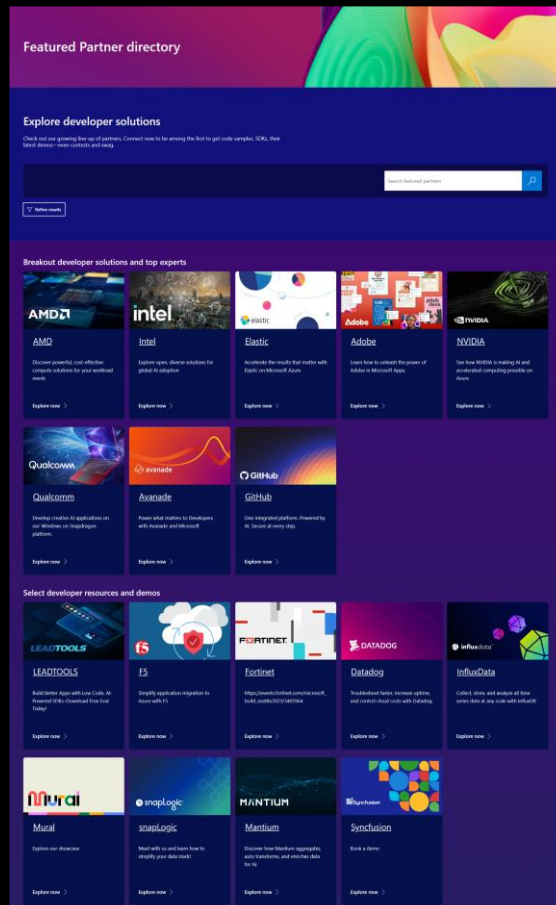 Featured Partner directory
Explore developer solutions
Check out our growing line-up of partners. Connect now to be among the first to get code samples, SDKs, their
latest demos—even contests and swag.
Search featured partners
Refine results
Breakout developer solutions and top experts
AMD
intel
elastic
Adobe
NVIDIA
AMD
Discover powerful, cost-effective
compute solutions for your workload
needs
Explore now
Intel
Explore open, diverse solutions for
global AI adoption
Explore now
Elastic
Accelerate the results that matter with
Elastic on Microsoft Azure
Explore now
Adobe
Learn how to unleash the power of
Adobe in Microsoft Apps.
Explore now
NVIDIA
See how NVIDIA is making AI and
accelerated computing possible on
Azure
Explore now
Qualcomm
avanade
GitHub
Qualcomm
Develop creative AI applications on
our Windows on Snapdragon
platform.
Explore now
Avanade
Power what matters to Developers
with Avanade and Microsoft
Explore now
GitHub
One integrated platform. Powered by
AI. Secure at every step.
Explore now
Select developer resources and demos
LEADTOOLS
f5
FORTINET
DATADOG
influxdata
LEADTOOLS
Build Better Apps with Low Code, AI-
Powered SDKs-Download Free Eval
Today!
Explore now
F5
Simplify application migration to
Azure with F5
Explore now
Fortinet
https://events.fortinet.com/microsoft_
Explore now
Datadog
Troubleshoot faster, increase uptime,
and control cloud costs with Datadog.
Explore now
InfluxData
Collect, store, and analyze all time
series data at any scale with
Explore now
Mural
snapLogic
MANTIUM
Syncfusion
Mural
Explore our showcase
Explore now
snapLogic
Meet with us and learn how to
simplify your data stack!
Explore now
Mantium
Discover how Mantium aggregates,
auto transforms, and enriches data
for AI.
Explore now
Syncfusion
Book a demo
Explore now